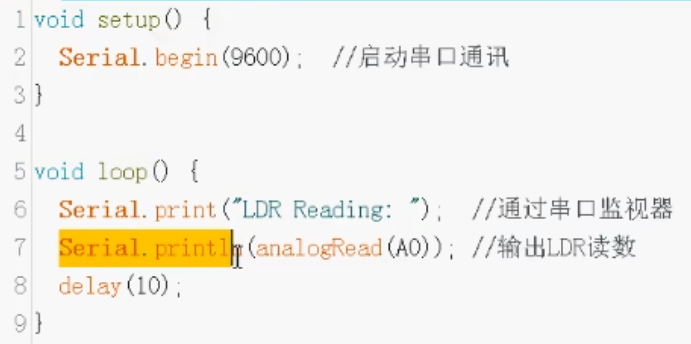 1 void setup() {
2 Serial.begin(9600); //启动串口通讯
3 }
4
5 void loop() {
6 Serial.print("LDR Reading: "); //通过串口监视器
7 Serial.println(analogRead(A0)); //输出LDR读数
8 delay(10);
9 }